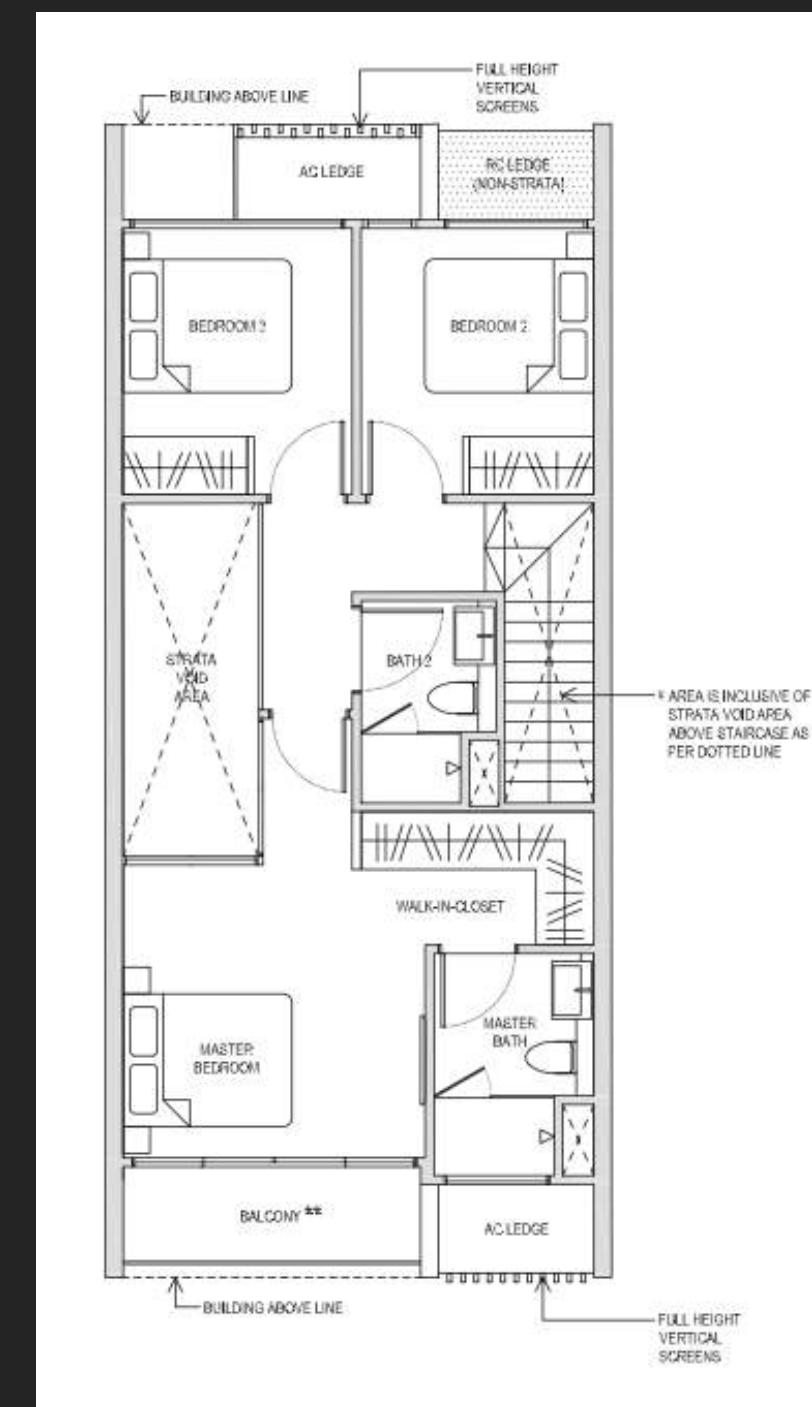 FULL HEIGHT
VERTICAL
SCREENS
BUILDING ABOVE LINE
AC LEDGE
RC LEDGE
(NON-STRATA)
BEDROOM 3
BEDROOM 2
STRATA
VOID
AREA
BATH 2
* AREA IS INCLUSIVE OF
STRATA VOID AREA
ABOVE STAIRCASE AS
PER DOTTED LINE
WALK-IN-CLOSET
MASTER
BATH
MASTER
BEDROOM
BALCONY **
AC LEDGE
BUILDING ABOVE LINE
FULL HEIGHT
VERTICAL
SCREENS